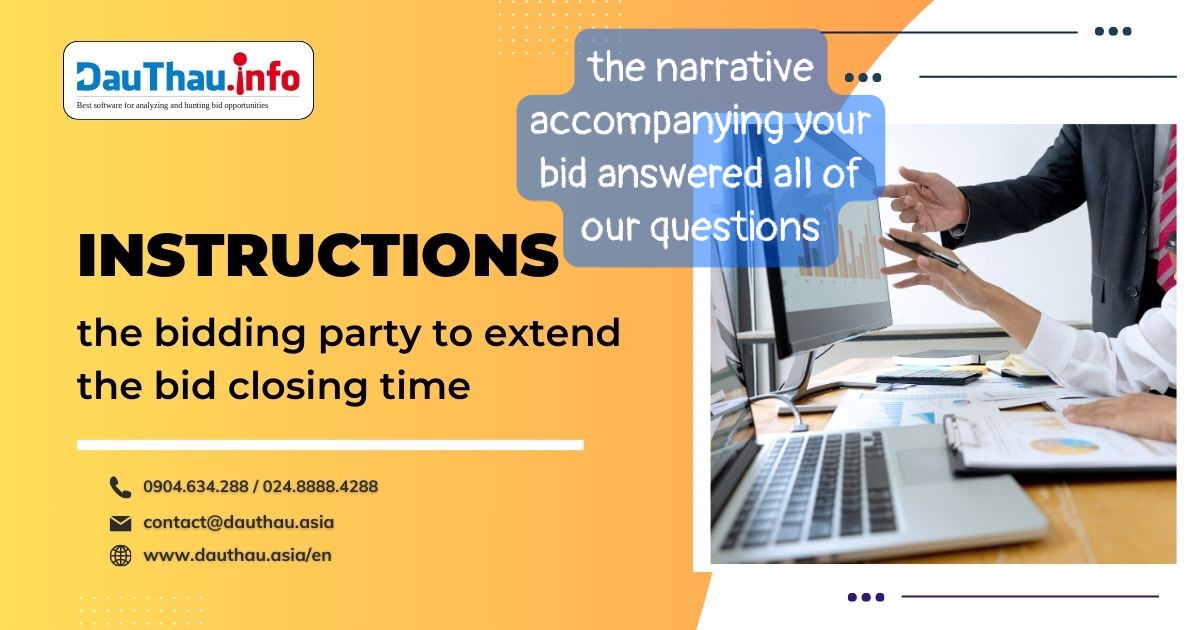 DauThau.info
Best software for analyzing and hunting bid opportunities
the narrative
accompanying your
bid answered all of
our questions
INSTRUCTIONS
the bidding party to extend
the bid closing time
0904.634.288 / 024.8888.4288
contact@dauthau.asia
www.dauthau.asia/en